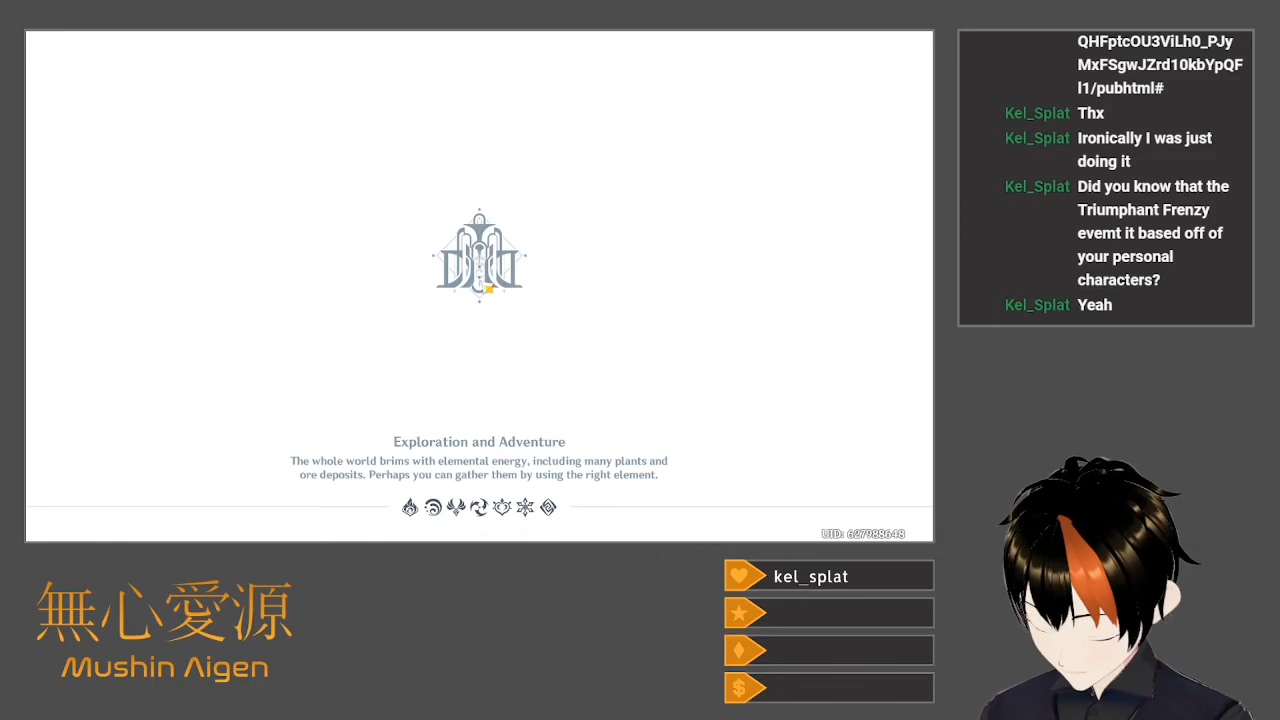 QHFptcOU3ViLh0_PJy
MxFSgwJZrd10kbYpQF
l1/pubhtml#
Kel_Splat Thx
Kel_Splat Ironically I was just
doing it
Kel_Splat Did you know that the
Triumphant Frenzy
evemt it based off of
your personal
characters?
Kel_Splat Yeah
Exploration and Adventure
The whole world brims with elemental energy, including many plants and
ore deposits. Perhaps you can gather them by using the right element.
UID: 627988648
kel_splat
$
無心愛源
Mushin Aigen